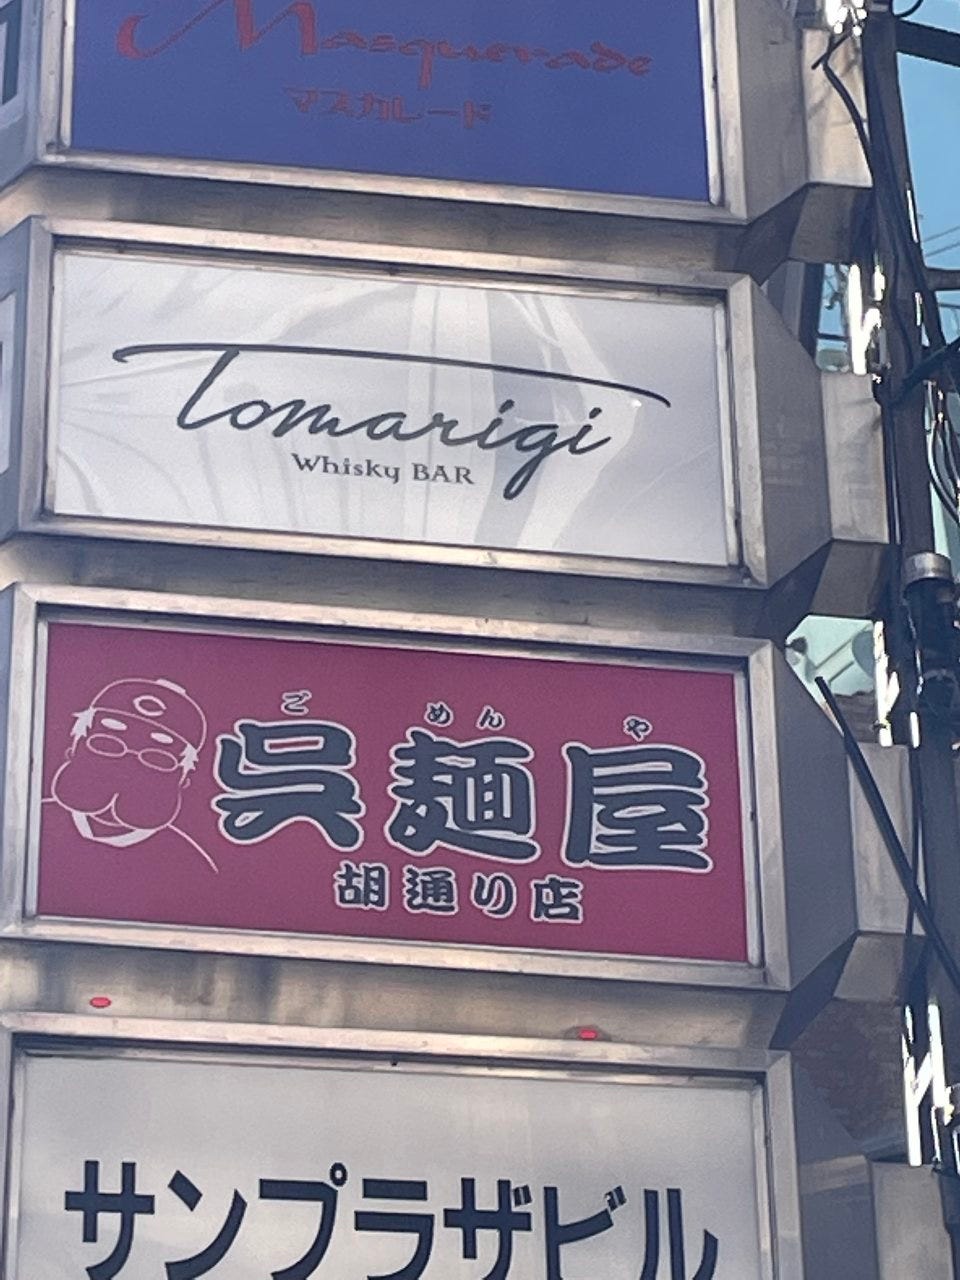 Masquerade
マスカレード
Tomarigi
Whisky BAR
ご めん や
呉麺屋
胡通り店
サンプラザビル